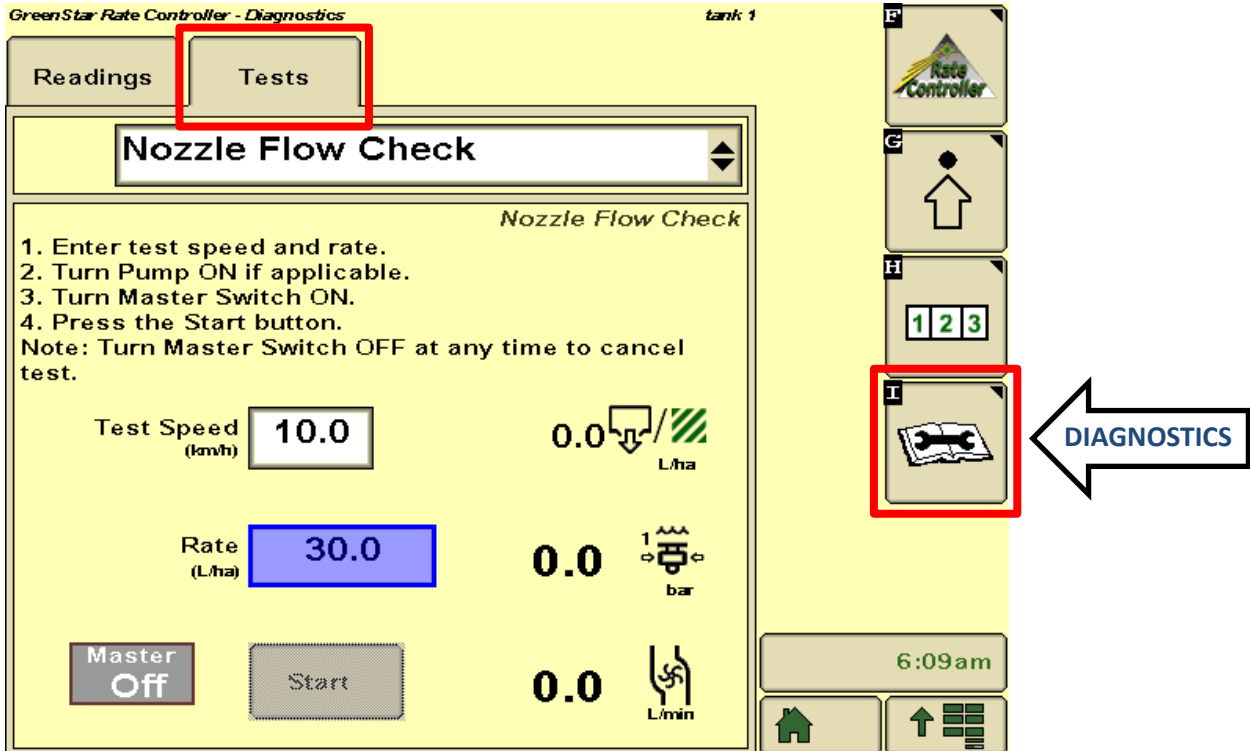 GreenStar Rate Controller - Diagnostics
tank 1
Readings
Tests
Nozzle Flow Check
Nozzle Flow Check
1. Enter test speed and rate.
2. Turn Pump ON if applicable.
3. Turn Master Switch ON.
4. Press the Start button.
Note: Turn Master Switch OFF at any time to cancel
test.
Test Speed
(km/h)
10.0
0.0
L/ha
Rate
(L/ha)
30.0
0.0
1
bar
Master
Off
Start
0.0
L/min
F
Rate
Controller
G
H
1 2 3
I
DIAGNOSTICS
6:09am